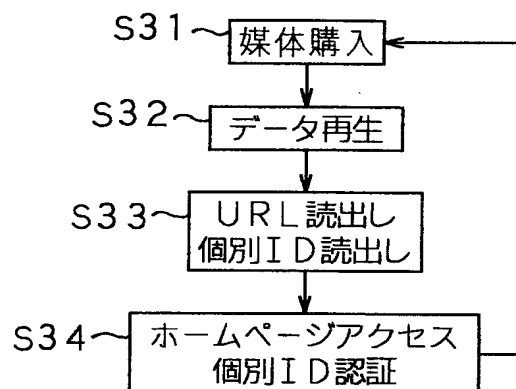 S31
媒体購入
S32
データ再生
S33
URL読出し
個別ID読出し
S34
ホームページアクセス
個別ID認証